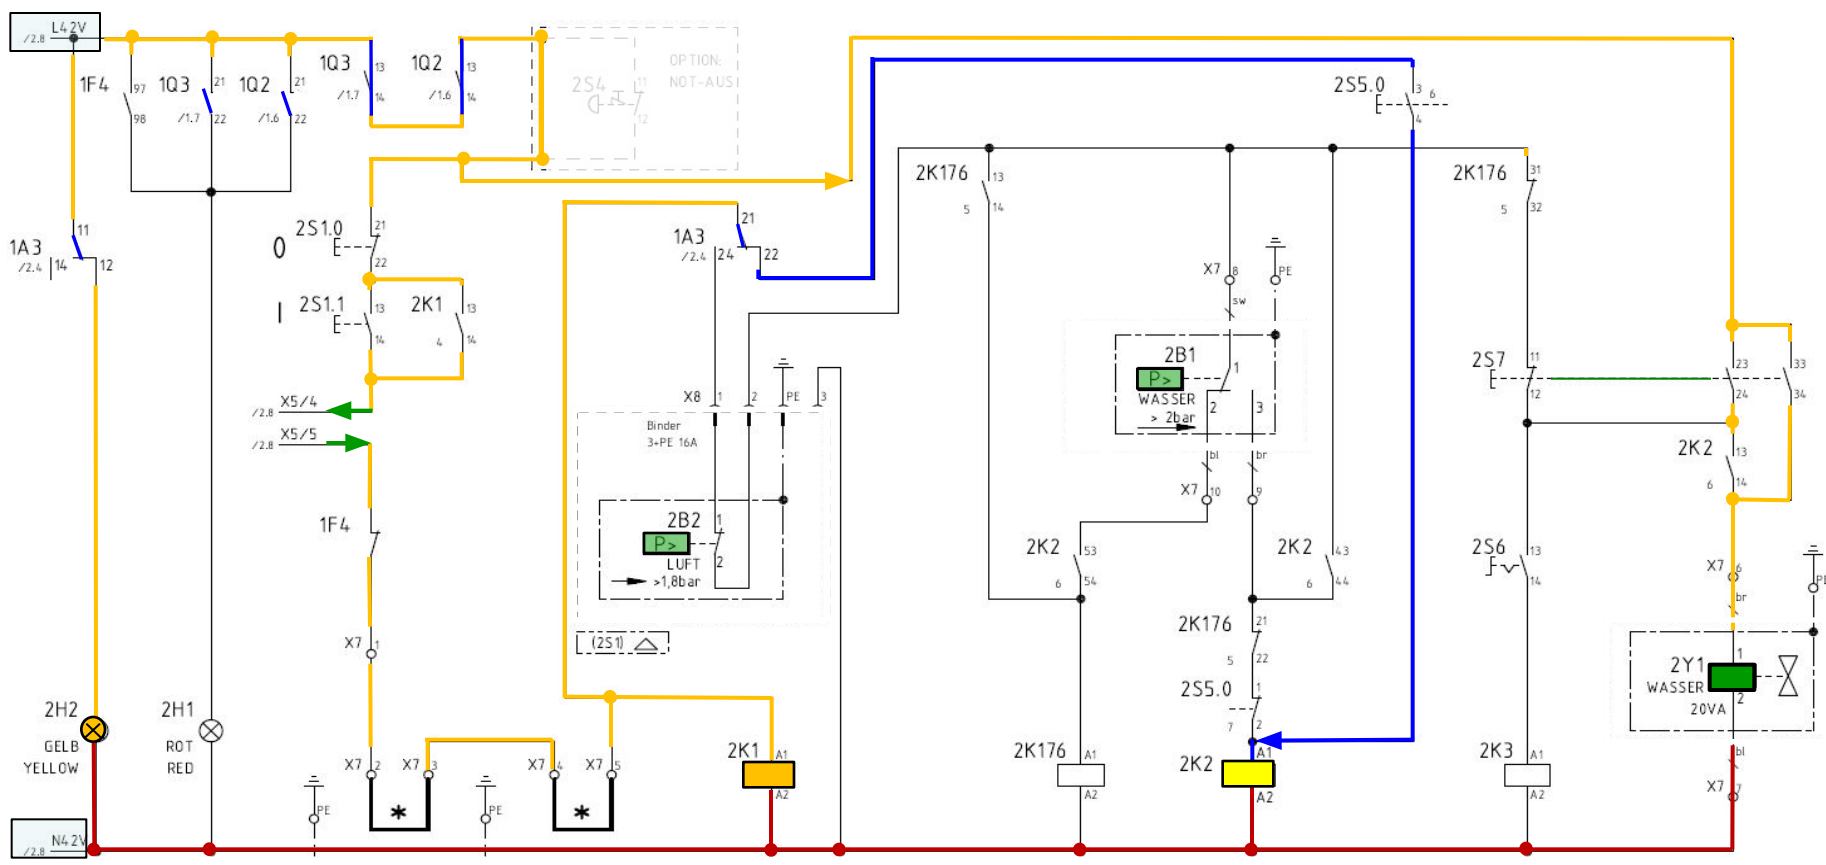 L42V
/2.8
1F4
97
98
1Q3
21
22
/1.7
1Q2
21
22
/1.6
1Q3
13
14
/1.7
1Q2
13
14
/1.6
2S4
11
12
OPTION:
NOT-AUS
2S5.0
3
6
4
2K176
13
14
5
2K176
31
32
5
11
1A3
/2.4
14
12
0
2S1.0
21
22
I
2S1.1
13
14
2K1
13
14
4
1A3
/2.4
21
24
22
X7
8
PE
sw
2B1
P>
1
WASSER
> 2bar
2
3
bl
br
X7
10
9
2S7
11
12
23
24
33
34
2K2
13
14
6
X5/4
/2.8
X5/5
/2.8
X8
1
2
PE
3
Binder
3+PE 16A
2B2
P>
1
2
LUFT
>1,8bar
(2S1)
1F4
2K2
53
54
6
2K2
43
44
6
2S6
13
14
X7
6
br
PE
X7
1
2K176
21
22
5
2S5.0
1
2
7
2Y1
WASSER
20VA
1
2
2H2
GELB
YELLOW
2H1
ROT
RED
X7
2
X7
3
X7
4
X7
5
*
*
PE
PE
2K1
A1
A2
2K176
A1
A2
2K2
A1
A2
2K3
A1
A2
bl
X7
7
N42V
/2.8